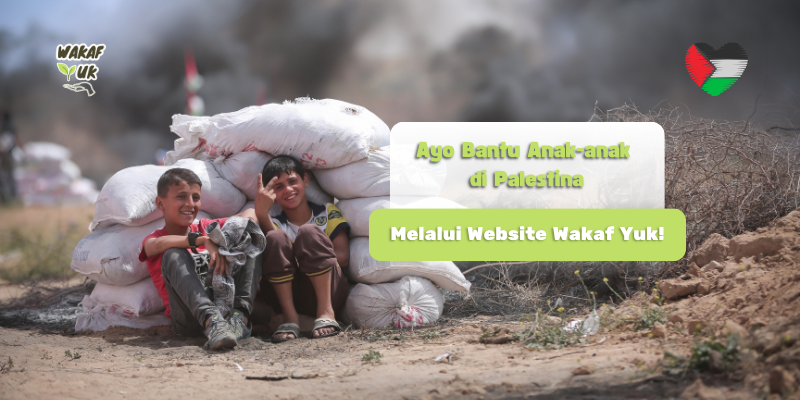 WAKAF
YUK
Ayo Bantu Anak-anak
di Palestina
Melalui Website Wakaf Yuk!